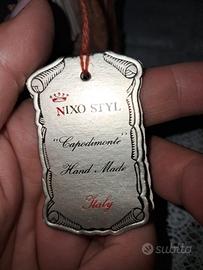 NIXO STYL
"Capodimonte"
Hand Made
Italy
subito